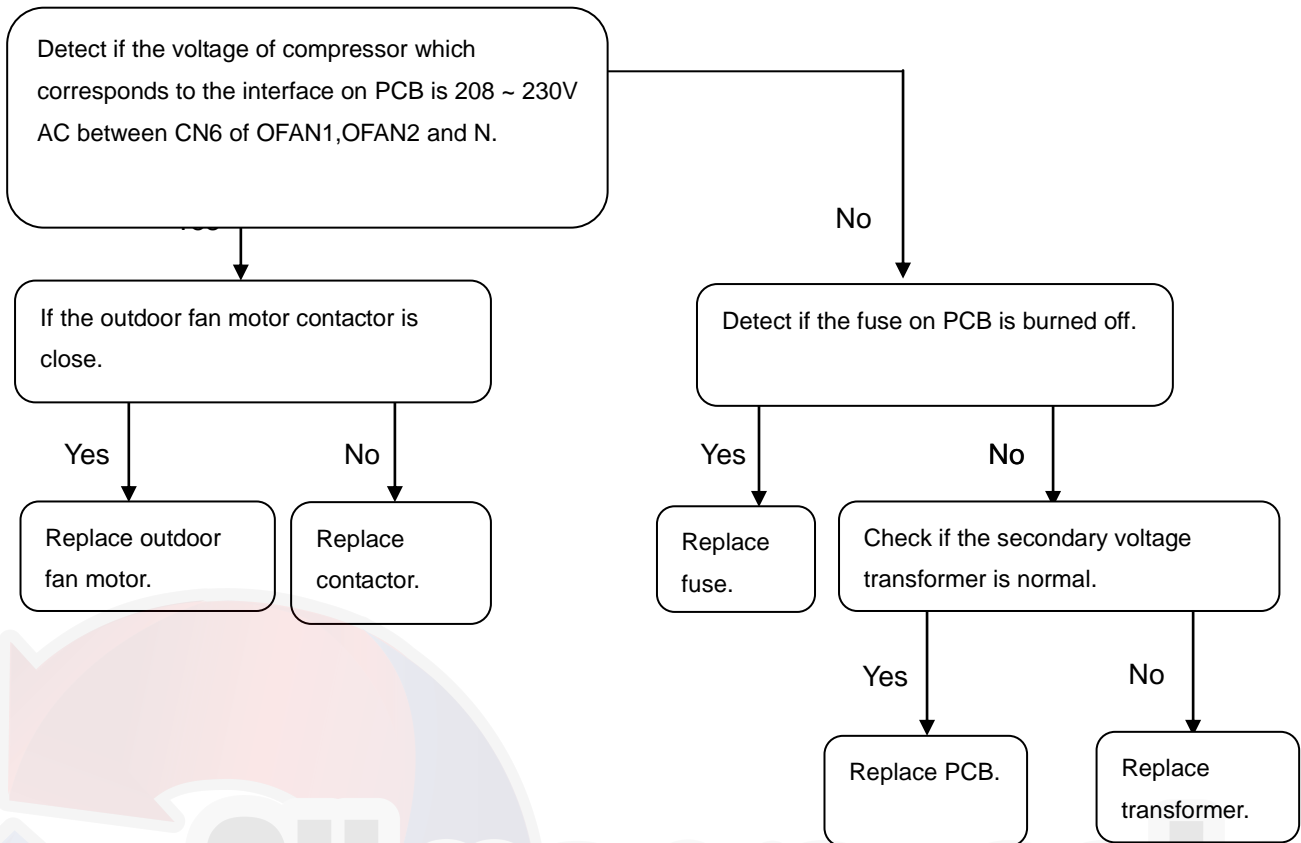 Detect if the voltage of compressor which
corresponds to the interface on PCB is 208 ~ 230V
AC between CN6 of OFAN1,OFAN2 and N.
No
If the outdoor fan motor contactor is
close.
Detect if the fuse on PCB is burned off.
Yes
No
Yes
No
Replace outdoor
fan motor.
Replace
contactor.
Replace
fuse.
Check if the secondary voltage
transformer is normal.
Yes
No
Replace PCB.
Replace
transformer.